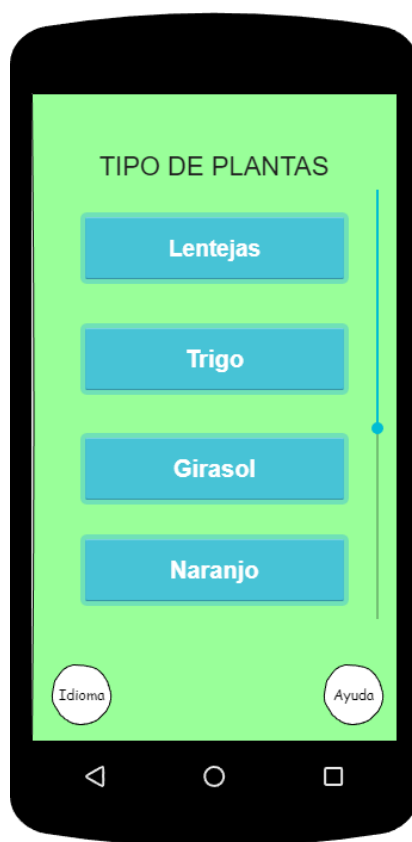 TIPO DE PLANTAS
Lentejas
Trigo
Girasol
Naranjo
Idioma
Ayuda